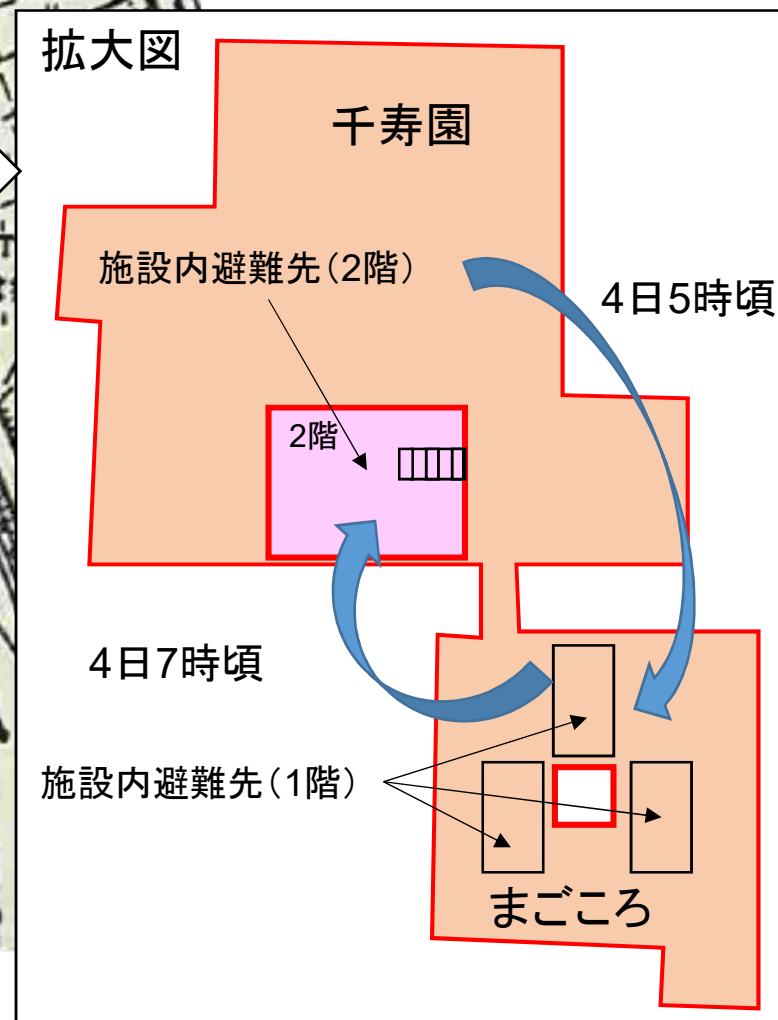 拡大図
千寿園
施設内避難先（2階）
4日5時頃
2階
4日7時頃
施設内避難先（1階）
まごころ